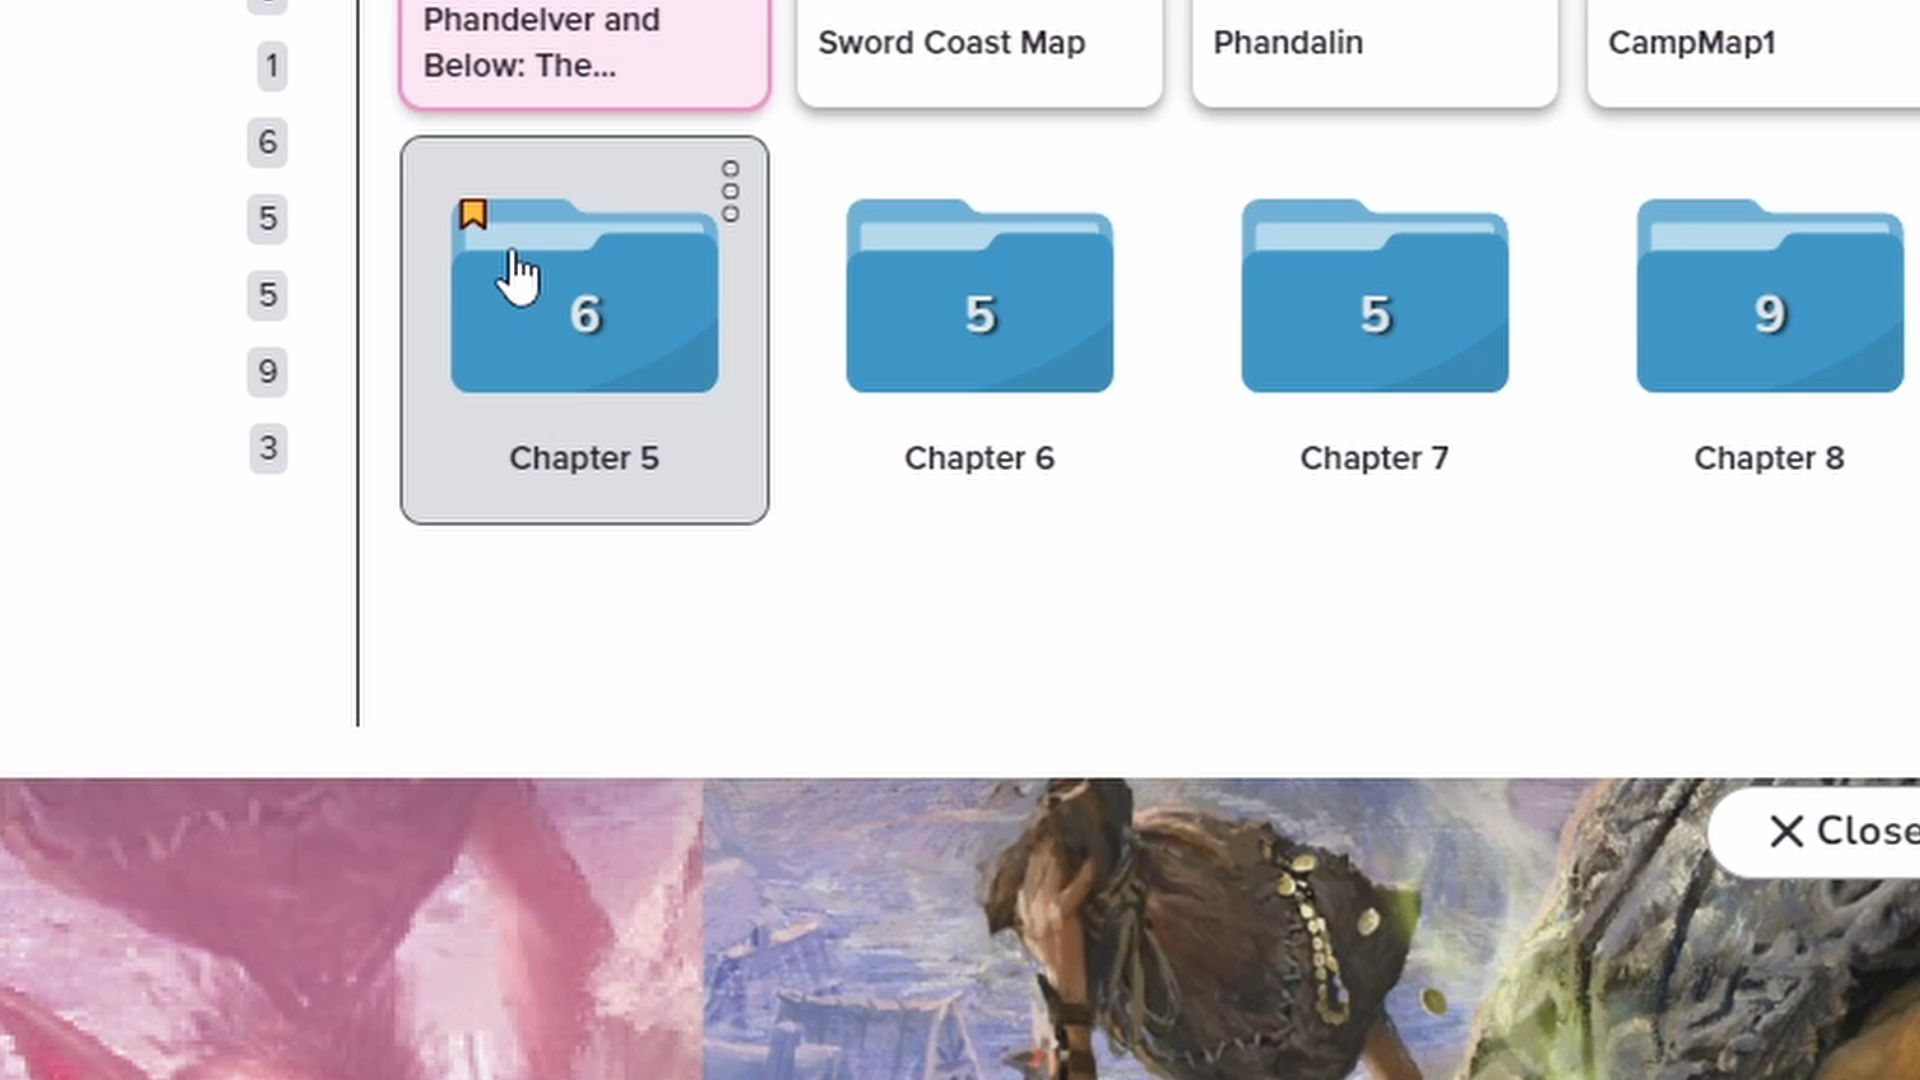 Phandelver and
Below: The...
Sword Coast Map
Phandalin
CampMap1
1
6
5
5
9
3
6
5
5
9
Chapter 5
Chapter 6
Chapter 7
Chapter 8
Close